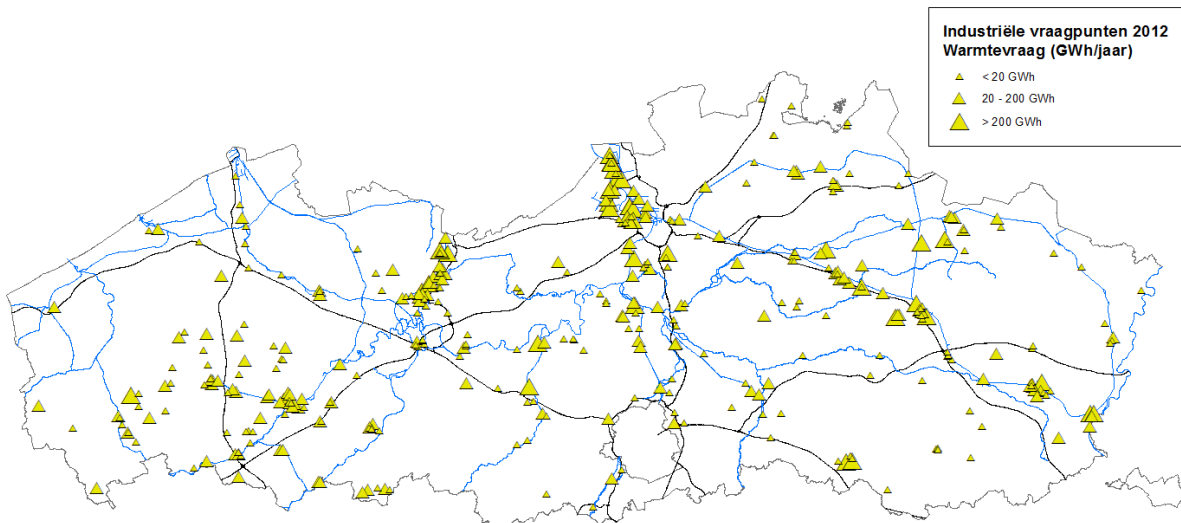 Industriële vraagpunten 2012
Warmtevraag (GWh/jaar)
< 20 GWh
20 - 200 GWh
> 200 GWh